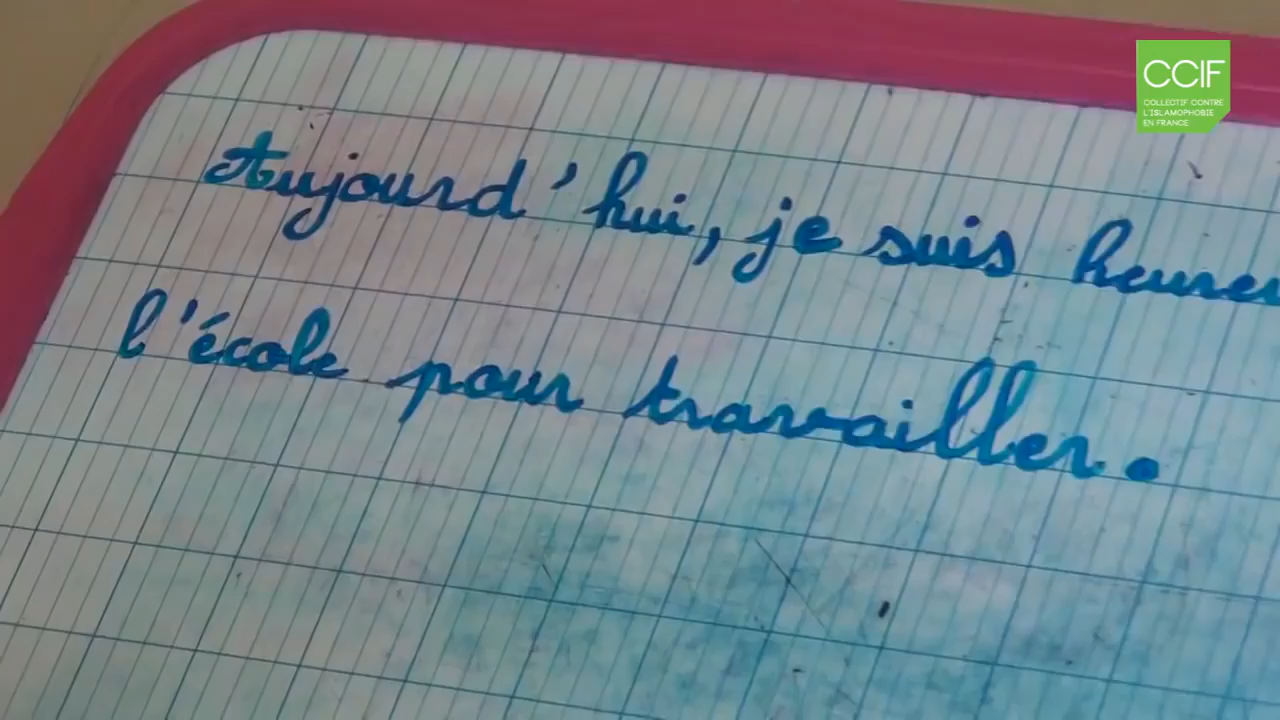 CCIF
COLLECTIF CONTRE
L'ISLAMOPHOBIE
EN FRANCE
Aujourd'hui, je suis
l'école pour travailler.